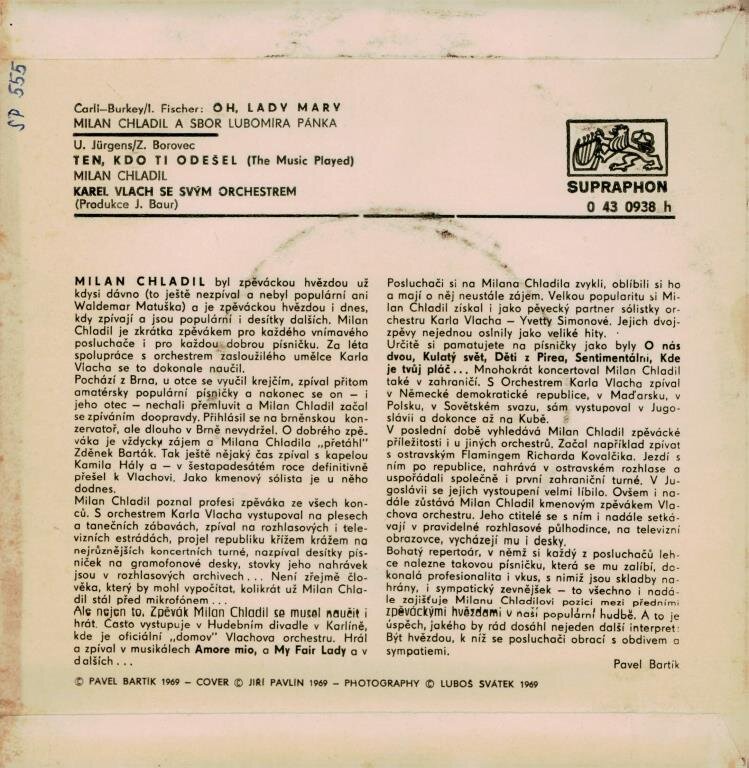 SP 555
Carli–Burkey/I. Fischer: OH, LADY MARY
MILAN CHLADIL A SBOR LUBOMÍRA PÁNKA
U. Jürgens/Z. Borovec
TEN, KDO TI ODEŠEL (The Music Played)
MILAN CHLADIL
KAREL VLACH SE SVÝM ORCHESTREM
(Produkce J. Baur)
SUPRAPHON
0 43 0938 h
MILAN CHLADIL byl zpěváckou hvězdou už
kdysi dávno (to ještě nezpíval a nebyl populární ani
Waldemar Matuška) a je zpěváckou hvězdou i dnes,
kdy zpívají a jsou populární i desítky dalších. Milan
Chladil je zkrátka zpěvákem pro každého vnímavého
posluchače i pro každou dobrou písničku. Za léta
spolupráce s orchestrem zasloužilého umělce Karla
Vlacha se to dokonale naučil.
Pochází z Brna, u otce se vyučil krejčím, zpíval přitom
amatérsky populární písničky a nakonec se on – i
jeho otec – nechali přemluvit a Milan Chladil začal
se zpíváním doopravdy. Přihlásil se na brněnskou kon-
zervatoř, ale dlouho v Brně nevydržel. O dobrého zpě-
váka je vždycky zájem a Milana Chladila „přetáhl"
Zděnek Barták. Tak ještě nějaký čas zpíval s kapelou
Kamila Hály a – v šestapadesátém roce definitivně
přešel k Vlachovi. Jako kmenový sólista je u něho
dodnes.
Milan Chladil poznal profesi zpěváka ze všech kon-
ců. S orchestrem Karla Vlacha vystupoval na plesech
a tanečních zábavách, zpíval na rozhlasových i tele-
vizních estrádách, projel republiku křížem krážem na
nejrůznějších koncertních turné, nazpíval desítky pís-
niček na gramofonové desky, stovky jeho nahrávek
jsou v rozhlasových archivech... Není zřejmě člo-
věka, který by mohl vypočítat, kolikrát už Milan Chla-
dil stál před mikrofónem...
Ale nejen to. Zpěvák Milan Chladil se musel naučit i
hrát. Často vystupuje v Hudebním divadle v Karlíně,
kde je oficiální „domov" Vlachova orchestru. Hrál
a zpíval v musikálech Amore mio, a My Fair Lady a v
dalších...
Posluchači si na Milana Chladila zvykli, oblíbili si ho
a mají o něj neustále zájem. Velkou popularitu si Mi-
lan Chladil získal i jako pěvecký partner sólistky or-
chestru Karla Vlacha – Yvetty Simonové. Jejich dvoj-
zpěvy nejednou oslnily jako veliké hity.
Určitě si pamatujete na písničky jako byly O nás
dvou, Kulatý svět, Děti z Pirea, Sentimentální, Kde
je tvůj pláč... Mnohokrát koncertoval Milan Chladil
také v zahraničí. S Orchestrem Karla Vlacha zpíval
v Německé demokratické republice, v Maďarsku, v
Polsku, v Sovětském svazu, sám vystupoval v Jugo-
slávii a dokonce až na Kubě.
V poslední době vyhledává Milan Chladil zpěvácké
příležitosti i u jiných orchestrů. Začal například zpívat
s ostravským Flamingem Richarda Kovalčíka. Jezdí s
ním po republice, nahrává v ostravském rozhlase a
uspořádali společně i první zahraniční turné. V Ju-
goslávii se jejich vystoupení velmi líbilo. Ovšem i na-
dále zůstává Milan Chladil kmenovým zpěvákem Vla-
chova orchestru. Jeho ctitelé se s ním i nadále setká-
vají v pravidelné rozhlasové půlhodince, na televizní
obrazovce, vycházejí mu i desky.
Bohatý repertoár, v němž si každý z posluchačů leh-
ce nalezne takovou písničku, která se mu zalíbí, do-
konalá profesionalita i vkus, s nimiž jsou skladby na-
hrány, i sympatický zevnějšek – to všechno i nadá-
le zajišťuje Milanu Chladilovi pozici mezi předními
zpěváckými hvězdami v naší populární hudbě. A to je
úspěch, jakého by rád dosáhl nejeden další interpret:
Být hvězdou, k níž se posluchači obrací s obdivem a
sympatiemi.
Pavel Bartík
© PAVEL BARTÍK 1969 – COVER © JIŘÍ PAVLÍN 1969 – PHOTOGRAPHY © LUBOŠ SVÁTEK 1969